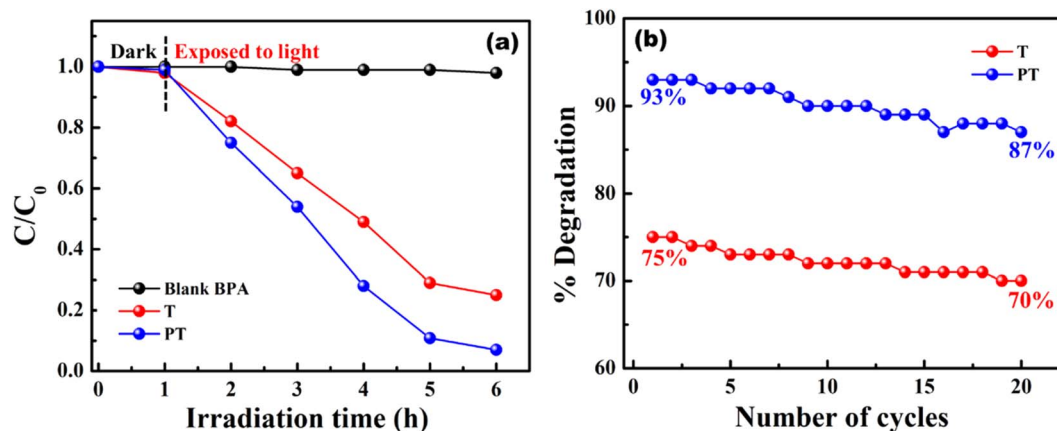 (a)
Dark Exposed to light
C/C0
1.0
0.8
0.6
0.4
0.2
0.0
Blank BPA
T
PT
0 1 2 3 4 5 6
Irradiation time (h)
(b)
% Degradation
100
90
80
70
60
T
PT
93%
87%
75%
70%
0 5 10 15 20
Number of cycles